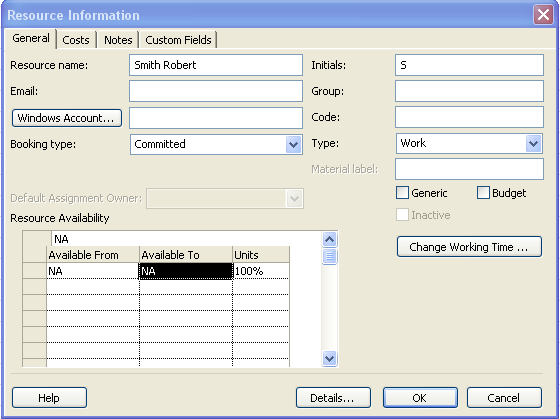 Resource Information
General Costs Notes Custom Fields
Resource name: Smith Robert Initials: S
Email: Group:
Windows Account... Code:
Booking type: Committed Type: Work
Material label:
Default Assignment Owner: Generic Budget
Inactive
Resource Availability
Change Working Time ...
NA
Available From Available To Units
NA NA 100%
Help Details... OK Cancel